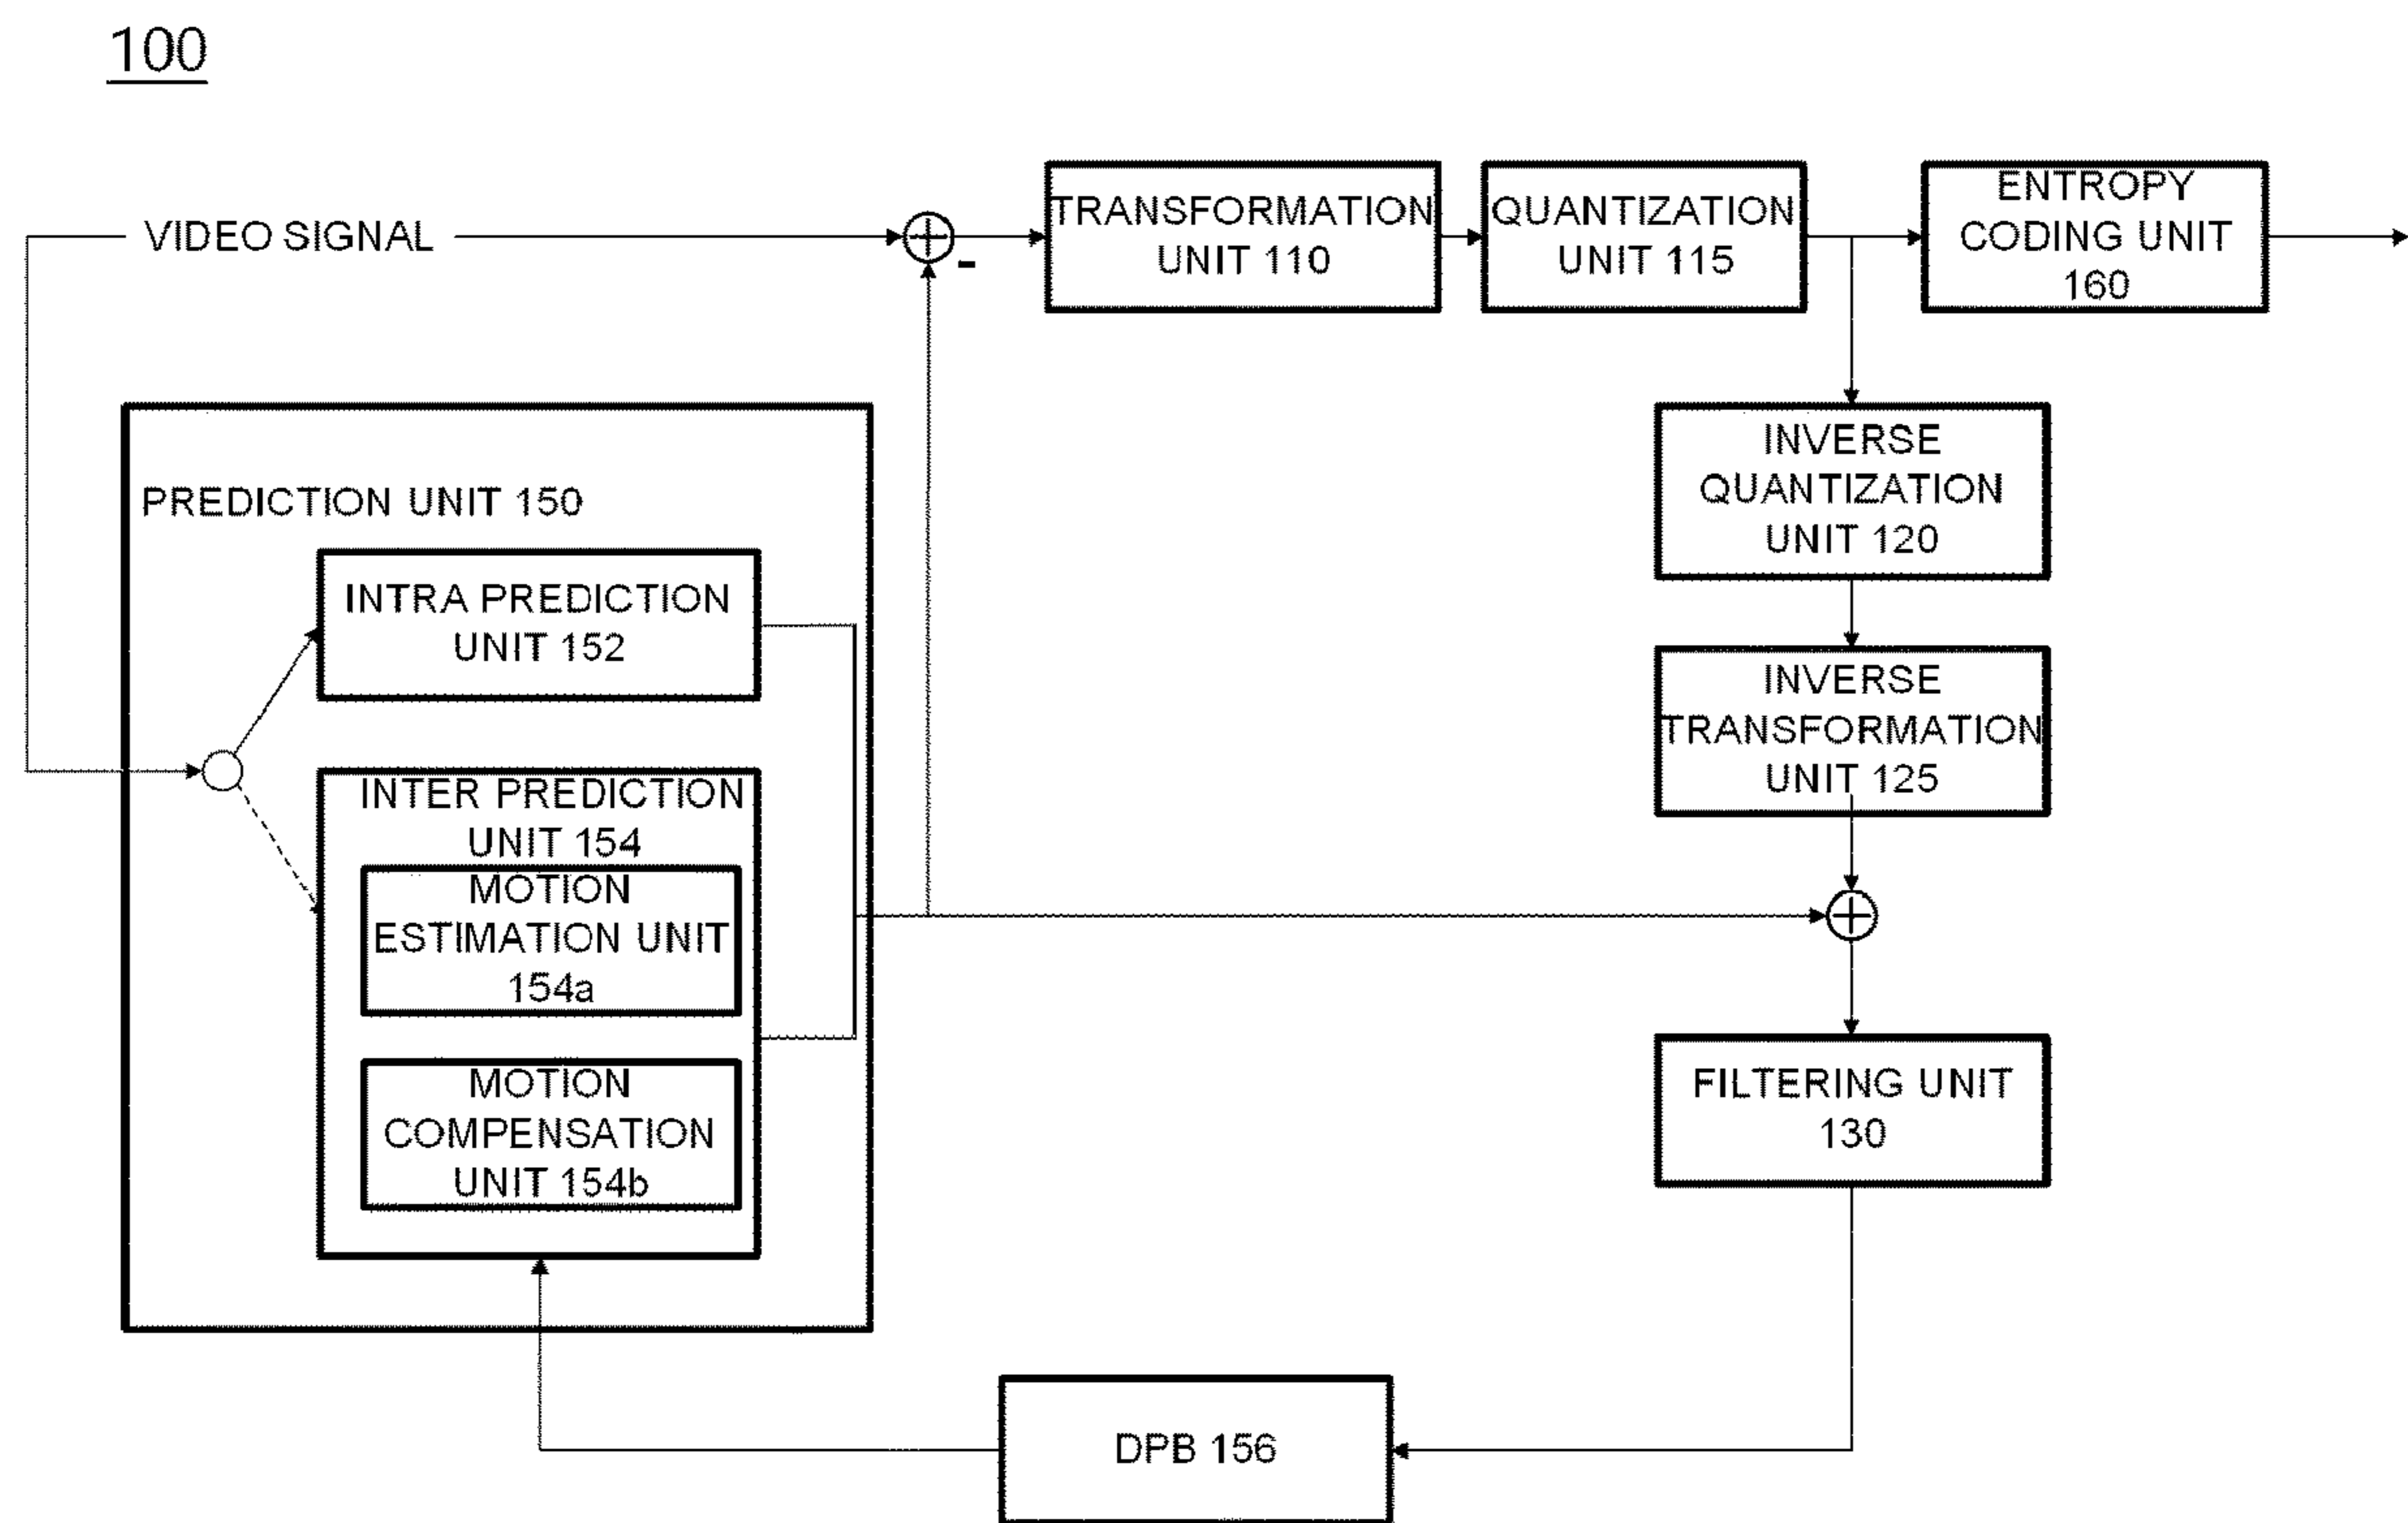 100
VIDEO SIGNAL
-
TRANSFORMATION
UNIT 110
QUANTIZATION
UNIT 115
ENTROPY
CODING UNIT
160
PREDICTION UNIT 150
INTRA PREDICTION
UNIT 152
INTER PREDICTION
UNIT 154
MOTION
ESTIMATION UNIT
154a
MOTION
COMPENSATION
UNIT 154b
INVERSE
QUANTIZATION
UNIT 120
INVERSE
TRANSFORMATION
UNIT 125
FILTERING UNIT
130
DPB 156